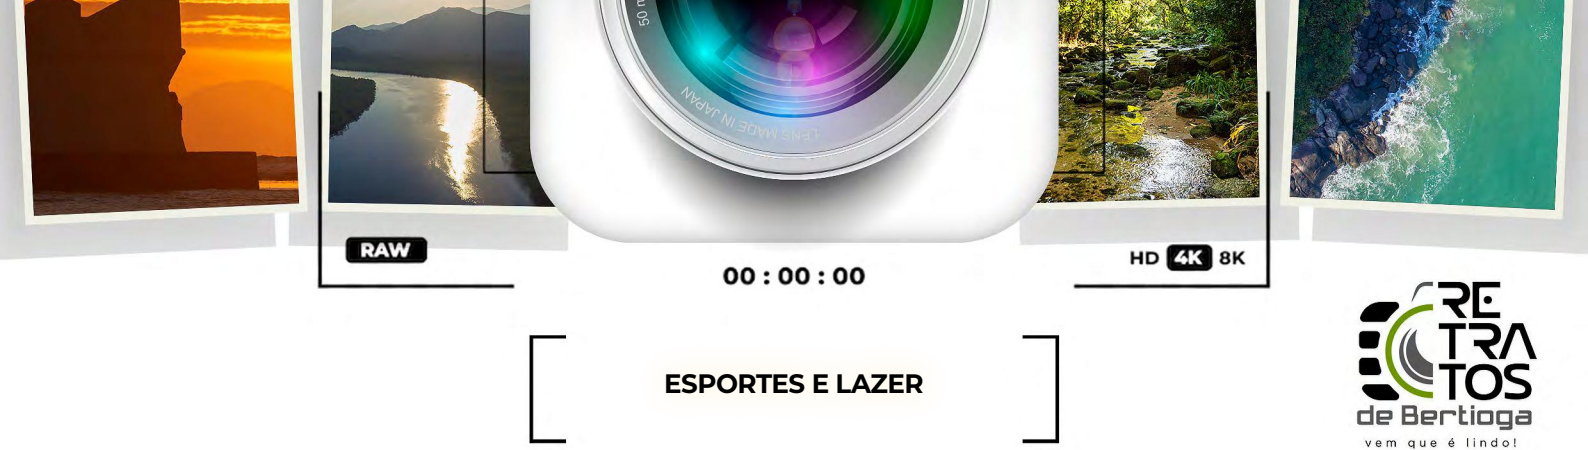 50 m
LENS MADE IN JAPAN
RAW
HD 4K 8K
00 : 00 : 00
ESPORTES E LAZER
RE
TRA
TOS
de Bertioga
vem que é lindo!